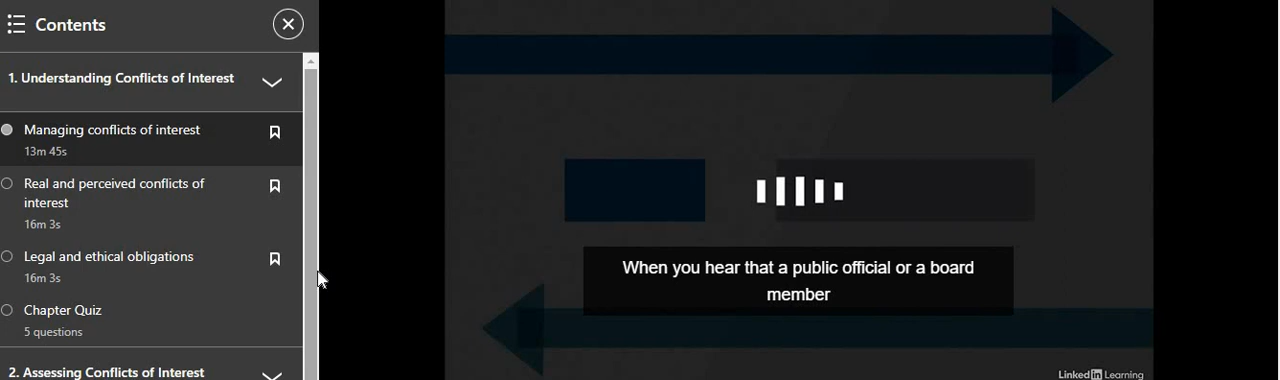 Contents
1. Understanding Conflicts of Interest
Managing conflicts of interest
13m 45s
Real and perceived conflicts of
interest
16m 3s
Legal and ethical obligations
16m 3s
Chapter Quiz
5 questions
2. Assessing Conflicts of Interest
When you hear that a public official or a board
member
Linked in Learning